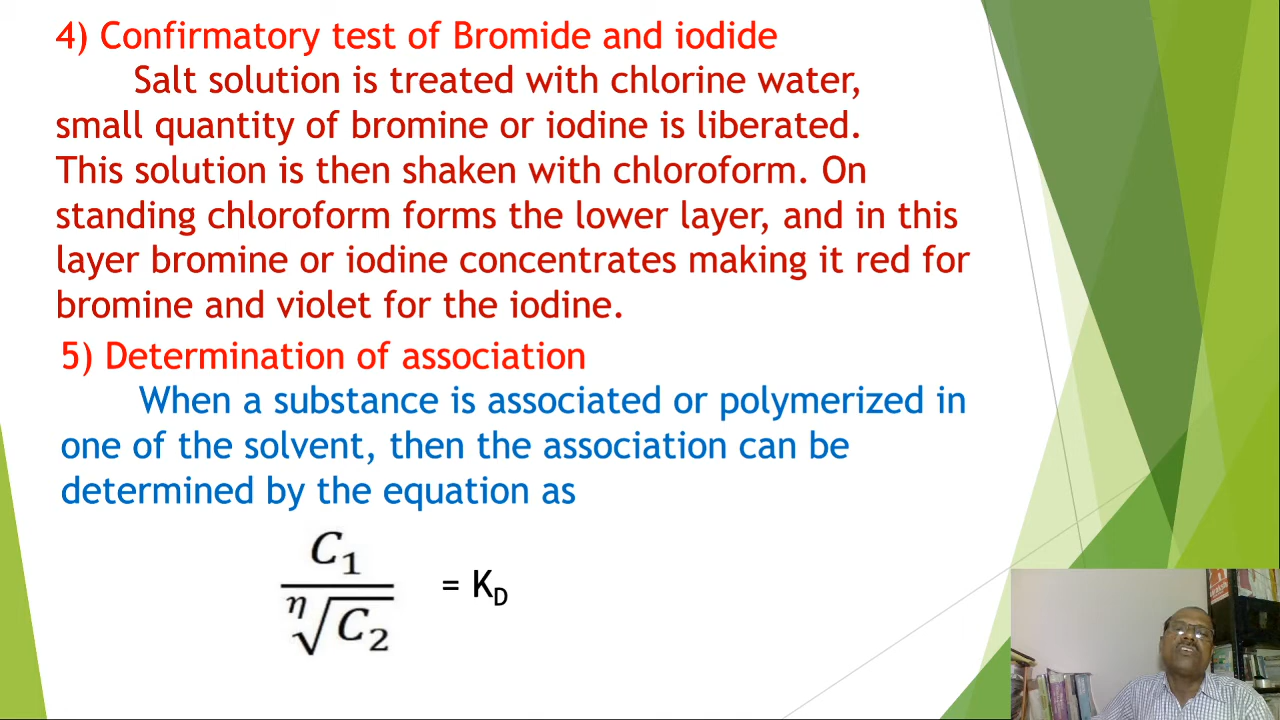 4) Confirmatory test of Bromide and iodide
Salt solution is treated with chlorine water,
small quantity of bromine or iodine is liberated.
This solution is then shaken with chloroform. On
standing chloroform forms the lower layer, and in this
layer bromine or iodine concentrates making it red for
bromine and violet for the iodine.
5) Determination of association
When a substance is associated or polymerized in
one of the solvent, then the association can be
determined by the equation as
C₁ / η√C₂ = K_D